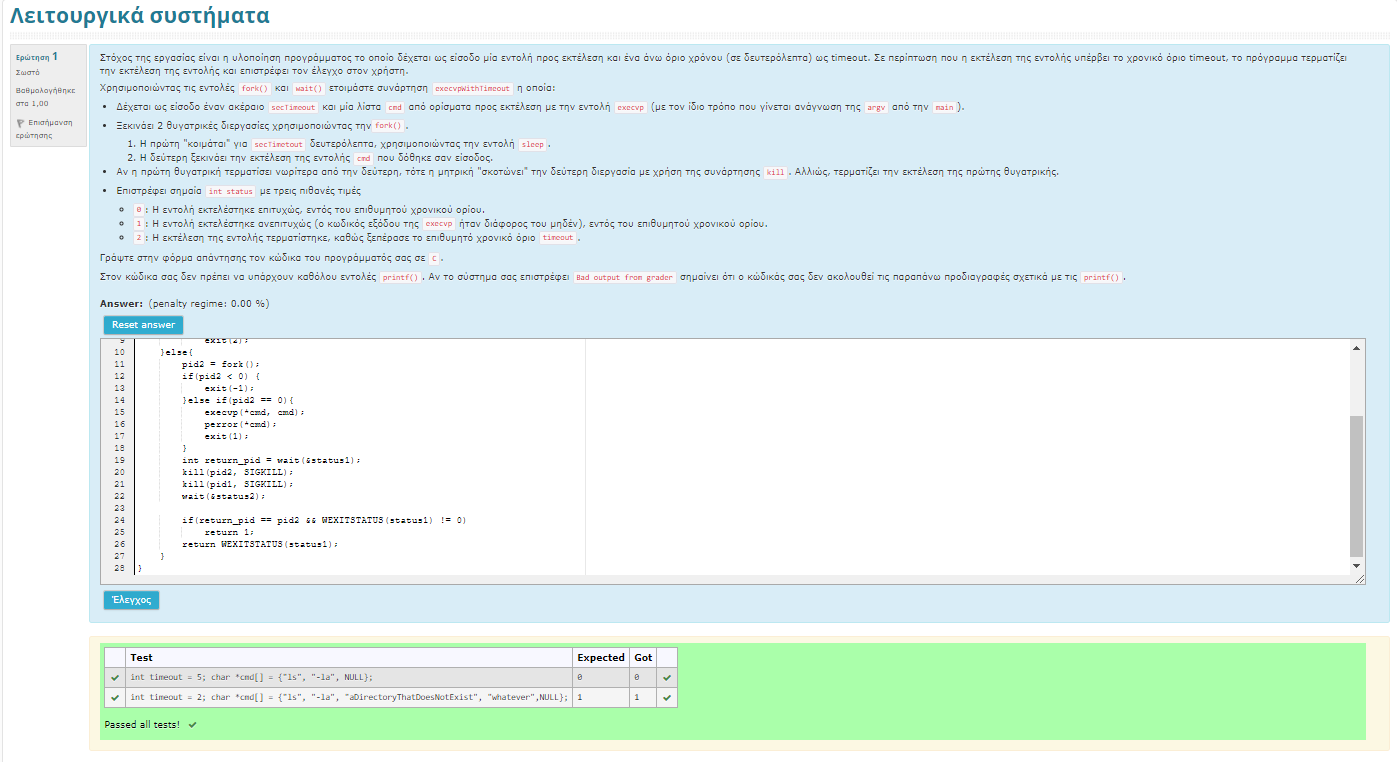 Λειτουργικά συστήματα
Ερώτηση 1
Σωστό
Βαθμολογήθηκε
στα 1,00
Επισήμανση
ερώτησης
Στόχος της εργασίας είναι η υλοποίηση προγράμματος το οποίο δέχεται ως είσοδο μία εντολή προς εκτέλεση και ένα άνω όριο χρόνου (σε δευτερόλεπτα) ως timeout. Σε περίπτωση που η εκτέλεση της εντολής υπέρβει το χρονικό όριο timeout, το πρόγραμμα τερματίζει
την εκτέλεση της εντολής και επιστρέφει τον έλεγχο στον χρήστη.
Χρησιμοποιώντας τις εντολές fork() και wait() ετοιμάστε συνάρτηση execvpWithTimeout η οποία:
• Δέχεται ως είσοδο έναν ακέραιο secTimeout και μία λίστα cmd από ορίσματα προς εκτέλεση με την εντολή execvp (με τον ίδιο τρόπο που γίνεται ανάγνωση της argv από την main ).
• Ξεκινάει 2 θυγατρικές διεργασίες χρησιμοποιώντας την fork() .
1. Η πρώτη "κοιμάται" για secTimetout δευτερόλεπτα, χρησιμοποιώντας την εντολή sleep .
2. Η δεύτερη ξεκινάει την εκτέλεση της εντολής cmd που δόθηκε σαν είσοδος.
• Αν η πρώτη θυγατρική τερματίσει νωρίτερα από την δεύτερη, τότε η μητρική "σκοτώνει" την δεύτερη διεργασία με χρήση της συνάρτησης kill . Αλλιώς, τερματίζει την εκτέλεση της πρώτης θυγατρικής.
• Επιστρέφει σημαία int status με τρεις πιθανές τιμές
0 : Η εντολή εκτελέστηκε επιτυχώς, εντός του επιθυμητού χρονικού ορίου.
1 : Η εντολή εκτελέστηκε ανεπιτυχώς (ο κωδικός εξόδου της execvp ήταν διάφορος του μηδέν), εντός του επιθυμητού χρονικού ορίου.
2 : Η εκτέλεση της εντολής τερματίστηκε, καθώς ξεπέρασε το επιθυμητό χρονικό όριο timeout .
Γράψτε στην φόρμα απάντησης τον κώδικα του προγράμματός σας σε C .
Στον κώδικα σας δεν πρέπει να υπάρχουν καθόλου εντολές printf() . Αν το σύστημα σας επιστρέφει Bad output from grader σημαίνει ότι ο κώδικάς σας δεν ακολουθεί τις παραπάνω προδιαγραφές σχετικά με τις printf() .
Answer: (penalty regime: 0.00 %)
Reset answer
9 exit(2);
10 }else{
11 pid2 = fork();
12 if(pid2 < 0) {
13 exit(-1);
14 }else if(pid2 == 0){
15 execvp(*cmd, cmd);
16 perror(*cmd);
17 exit(1);
18 }
19 int return_pid = wait(&status1);
20 kill(pid2, SIGKILL);
21 kill(pid1, SIGKILL);
22 wait(&status2);
23
24 if(return_pid == pid2 && WEXITSTATUS(status1) != 0)
25 return 1;
26 return WEXITSTATUS(status1);
27 }
28 }
Έλεγχος
Test Expected Got
int timeout = 5; char *cmd[] = {"ls", "-la", NULL}; 0 0
int timeout = 2; char *cmd[] = {"ls", "-la", "aDirectoryThatDoesNotExist", "whatever",NULL}; 1 1
Passed all tests!